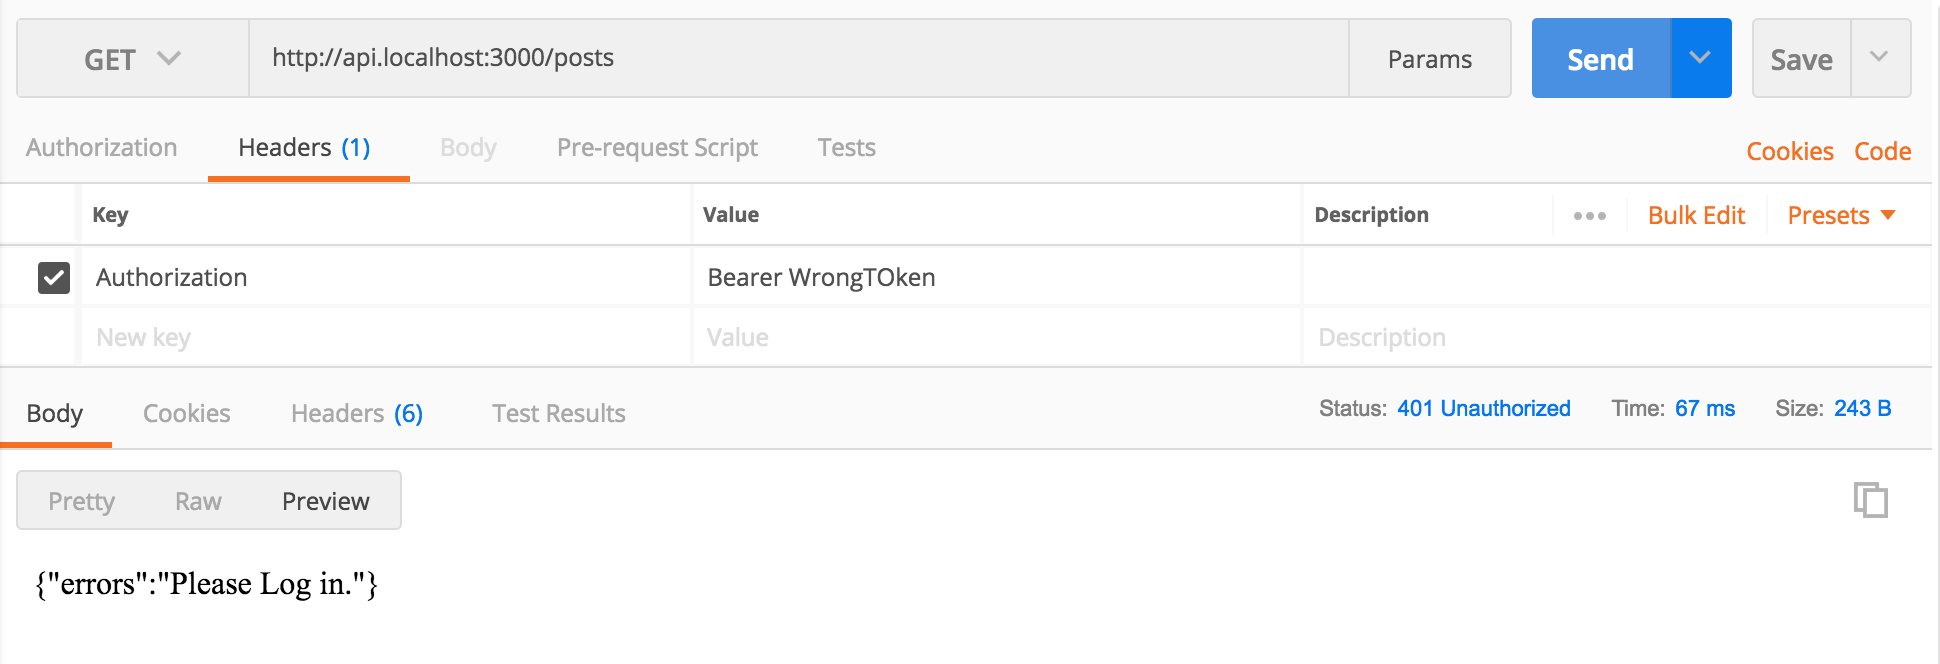 GET http://api.localhost:3000/posts Params Send Save
Authorization Headers (1) Body Pre-request Script Tests Cookies Code
Key Value Description Bulk Edit Presets
Authorization Bearer WrongTOken
New key Value Description
Body Cookies Headers (6) Test Results Status: 401 Unauthorized Time: 67 ms Size: 243 B
Pretty Raw Preview
{"errors":"Please Log in."}